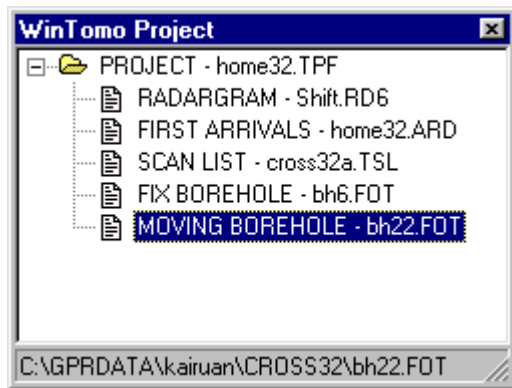 WinTomo Project
PROJECT - home32.TPF
RADARGRAM - Shift.RD6
FIRST ARRIVALS - home32.ARD
SCAN LIST - cross32a.TSL
FIX BOREHOLE - bh6.FOT
MOVING BOREHOLE - bh22.FOT
C:\GPRDATA\kairuan\CROSS32\bh22.FOT